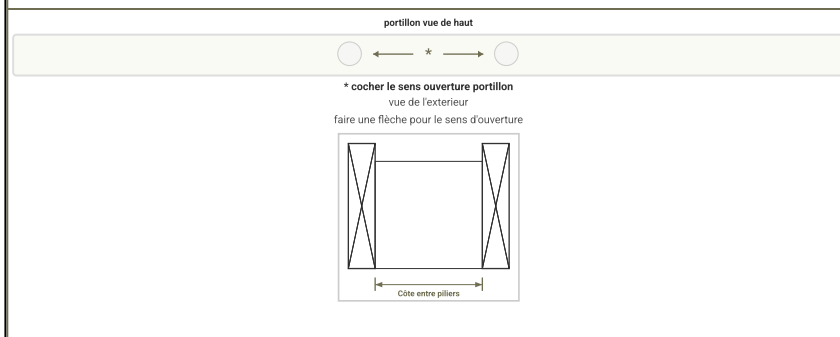 portillon vue de haut
*
* cocher le sens ouverture portillon
vue de l'exterieur
faire une flèche pour le sens d'ouverture
Côte entre piliers